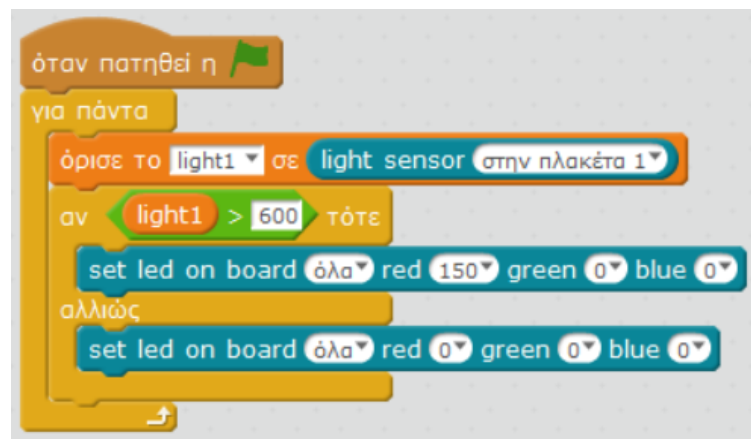 όταν πατηθεί η
για πάντα
όρισε το light1 σε light sensor στην πλακέτα 1
αν light1 > 600 τότε
set led on board όλα red 150 green 0 blue 0
αλλιώς
set led on board όλα red 0 green 0 blue 0